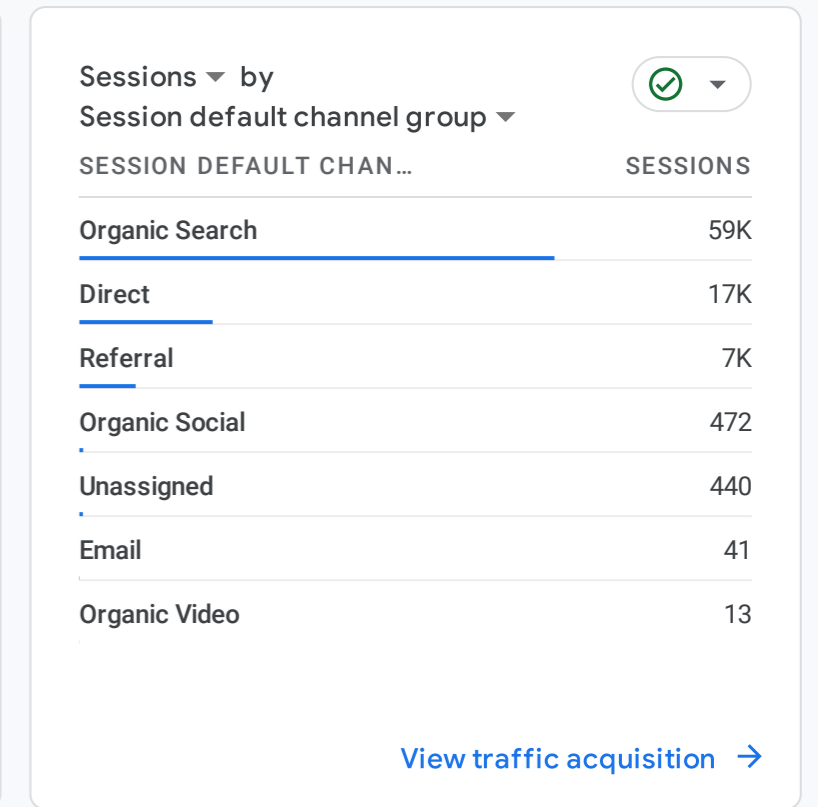 Sessions by
Session default channel group
SESSION DEFAULT CHAN... SESSIONS
Organic Search 59K
Direct 17K
Referral 7K
Organic Social 472
Unassigned 440
Email 41
Organic Video 13
View traffic acquisition